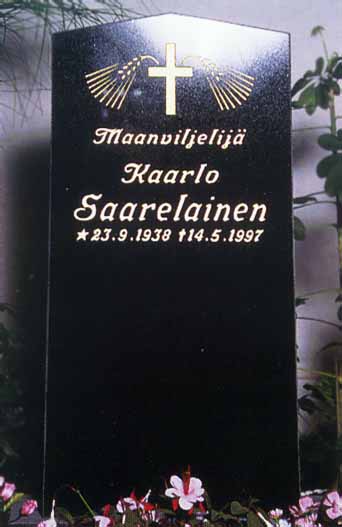 Maanviljelijä
Kaarlo
Saarelainen
★23.9.1938 †14.5.1997